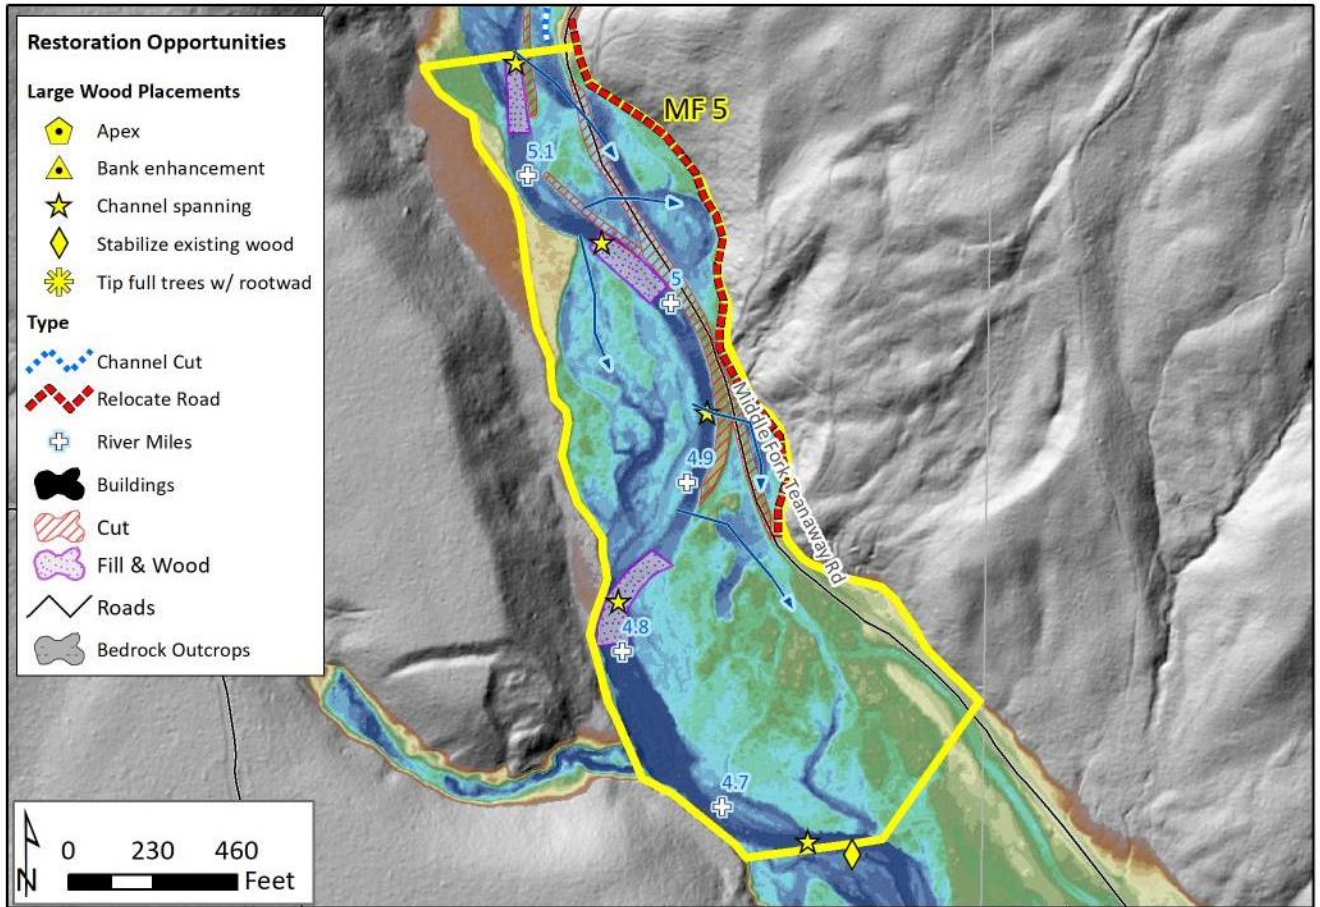 Restoration Opportunities
Large Wood Placements
Apex
Bank enhancement
Channel spanning
Stabilize existing wood
Tip full trees w/ rootwad
Type
Channel Cut
Relocate Road
River Miles
Buildings
Cut
Fill & Wood
Roads
Bedrock Outcrops
MF 5
5.1
5
4.9
Middle Fork Teanaway Rd
4.8
4.7
N
0 230 460
Feet